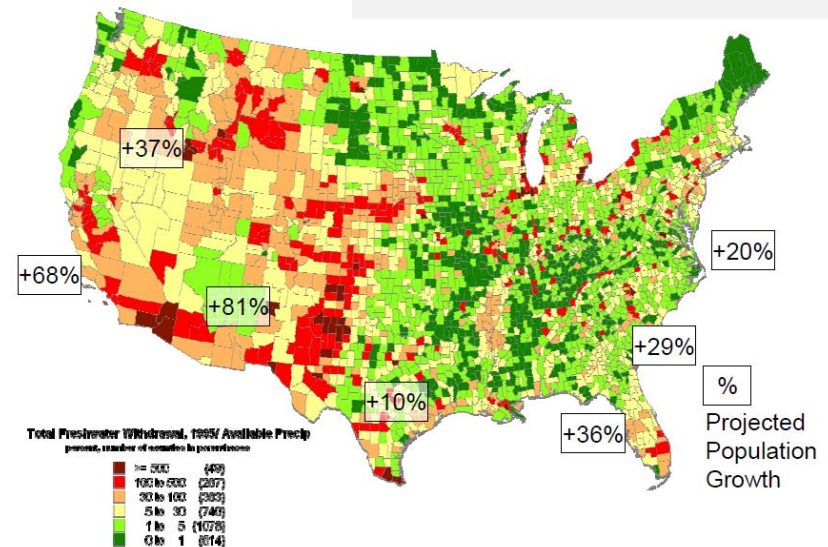 +37%
+20%
+68%
+81%
+29%
+10%
%
+36%
Projected
Population
Growth
Total Freshwater Withdrawal, 1995/ Available Precip
percent, number of counties in parentheses
>= 500 (49)
100 to 500 (267)
30 to 100 (363)
5 to 30 (740)
1 to 5 (1078)
0 to 1 (614)